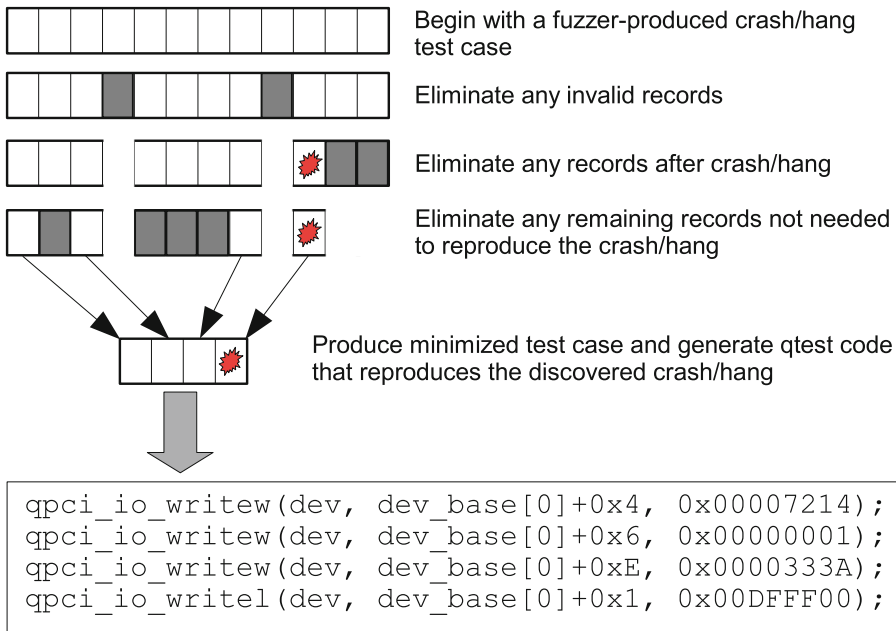 Begin with a fuzzer-produced crash/hang
test case
Eliminate any invalid records
Eliminate any records after crash/hang
Eliminate any remaining records not needed
to reproduce the crash/hang
Produce minimized test case and generate qtest code
that reproduces the discovered crash/hang
qpci_io_writew(dev, dev_base[0]+0x4, 0x00007214);
qpci_io_writew(dev, dev_base[0]+0x6, 0x00000001);
qpci_io_writew(dev, dev_base[0]+0xE, 0x0000333A);
qpci_io_writel(dev, dev_base[0]+0x1, 0x00DFFF00);